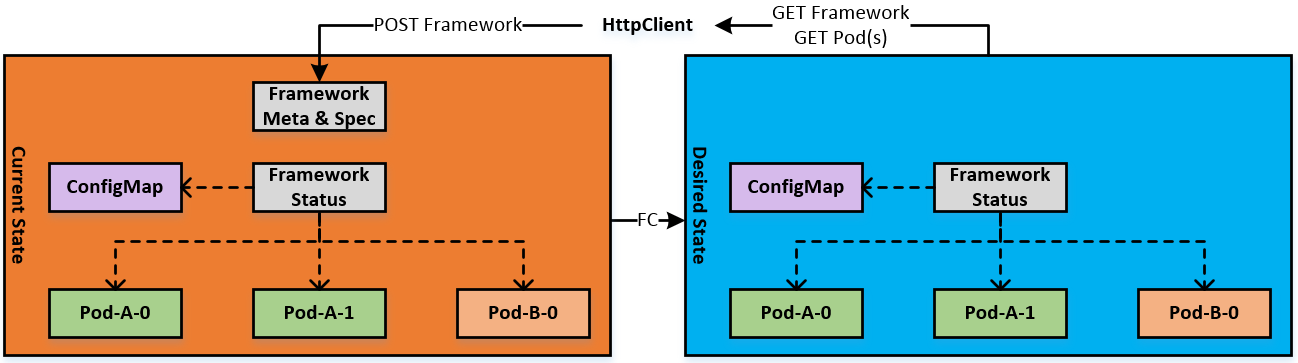 POST Framework
HttpClient
GET Framework
GET Pod(s)
Current State
Framework
Meta & Spec
ConfigMap
Framework
Status
Pod-A-0
Pod-A-1
Pod-B-0
FC
Desired State
ConfigMap
Framework
Status
Pod-A-0
Pod-A-1
Pod-B-0